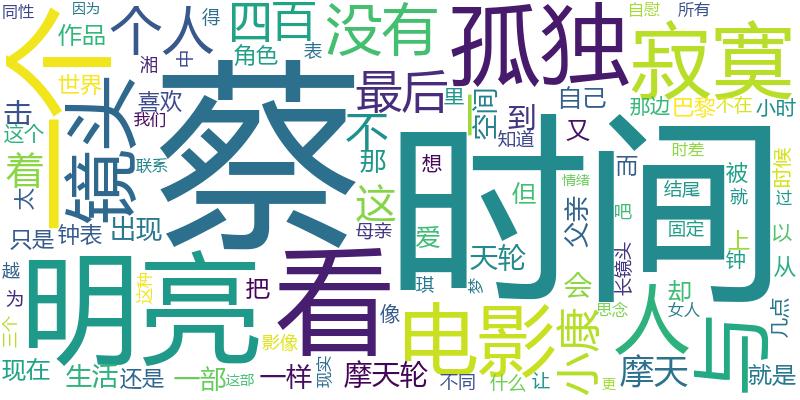 同性
因为
得
自慰
所有
一个
作品
个人
四百
没有
孤独
寂寞
角色
表
中
湘
世界
击
镜头
喜欢
我们
蔡
最后
里
一
空间
到
自己
那边
巴黎
不在
小时
这个
着
联系
不
那
想
知道
又
而
时差
被
时候
太
只是
钟表
出现
这
母亲
爱
但
情绪
父亲
吧
结尾
就
过
固定
上
以
天轮
时间
长镜头
钟
从
越
为
明亮
这种
把
看
琪
梦
会
却
几点
三个
影像
像
电影
小康
人
思念
女人
与
现在
生活
还是
一部
这部
一样
现实
摩天轮
不同
什么
让
更
摩天
就是